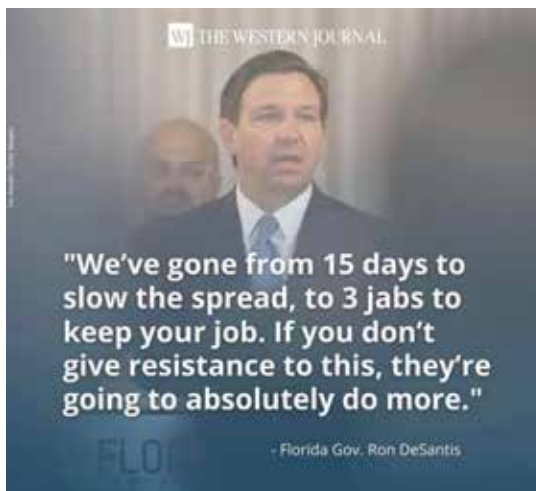 WJ THE WESTERN JOURNAL
"We've gone from 15 days to
slow the spread, to 3 jabs to
keep your job. If you don't
give resistance to this, they're
going to absolutely do more."
FLO
- Florida Gov. Ron DeSantis